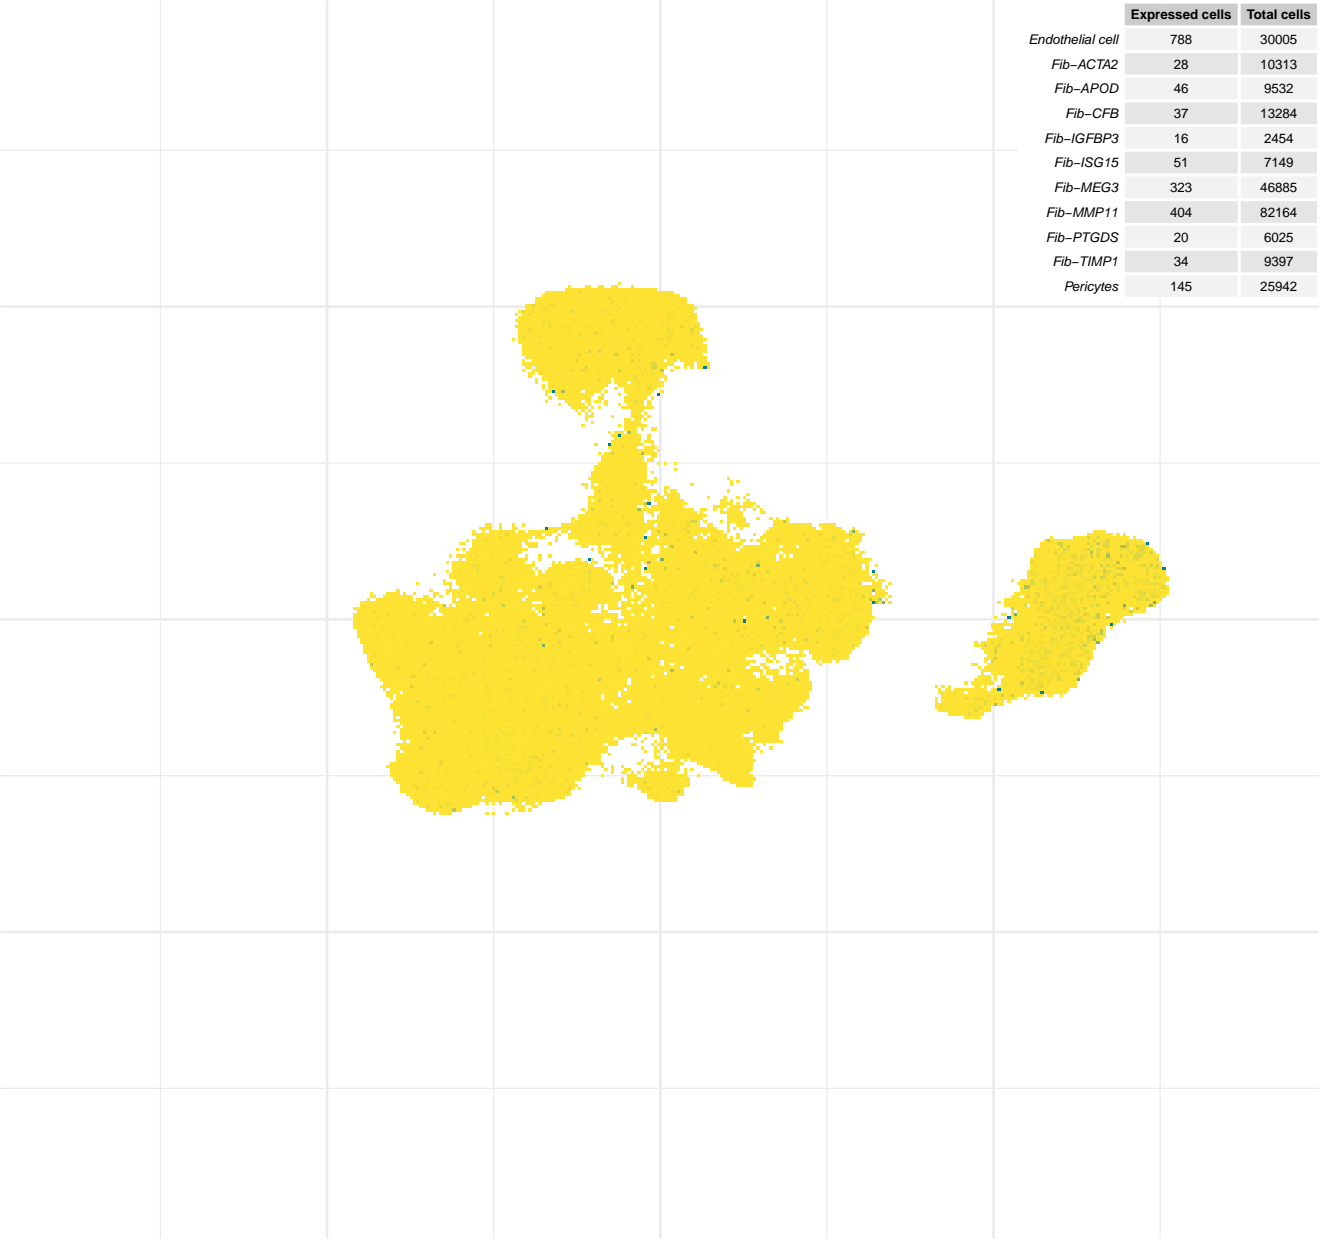 Expressed cells Total cells
Endothelial cell 788 30005
Fib−ACTA2 28 10313
Fib−APOD 46 9532
Fib−CFB 37 13284
Fib−IGFBP3 16 2454
Fib−ISG15 51 7149
Fib−MEG3 323 46885
Fib−MMP11 404 82164
Fib−PTGDS 20 6025
Fib−TIMP1 34 9397
Pericytes 145 25942